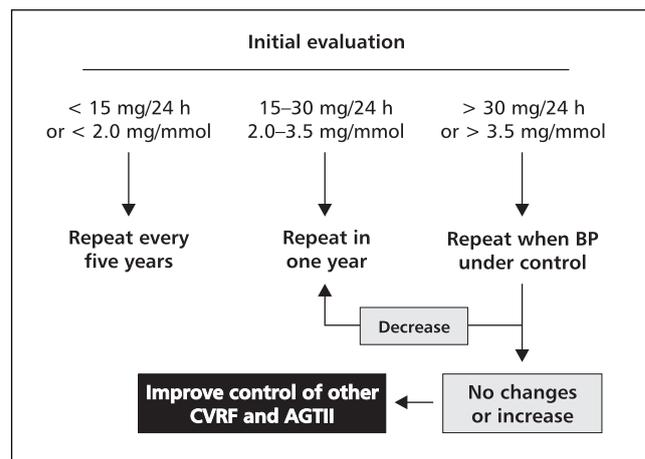 Initial evaluation
< 15 mg/24 h
or < 2.0 mg/mmol
15–30 mg/24 h
2.0–3.5 mg/mmol
> 30 mg/24 h
or > 3.5 mg/mmol
Repeat every
five years
Repeat in
one year
Repeat when BP
under control
Decrease
Improve control of other
CVRF and AGTII
No changes
or increase